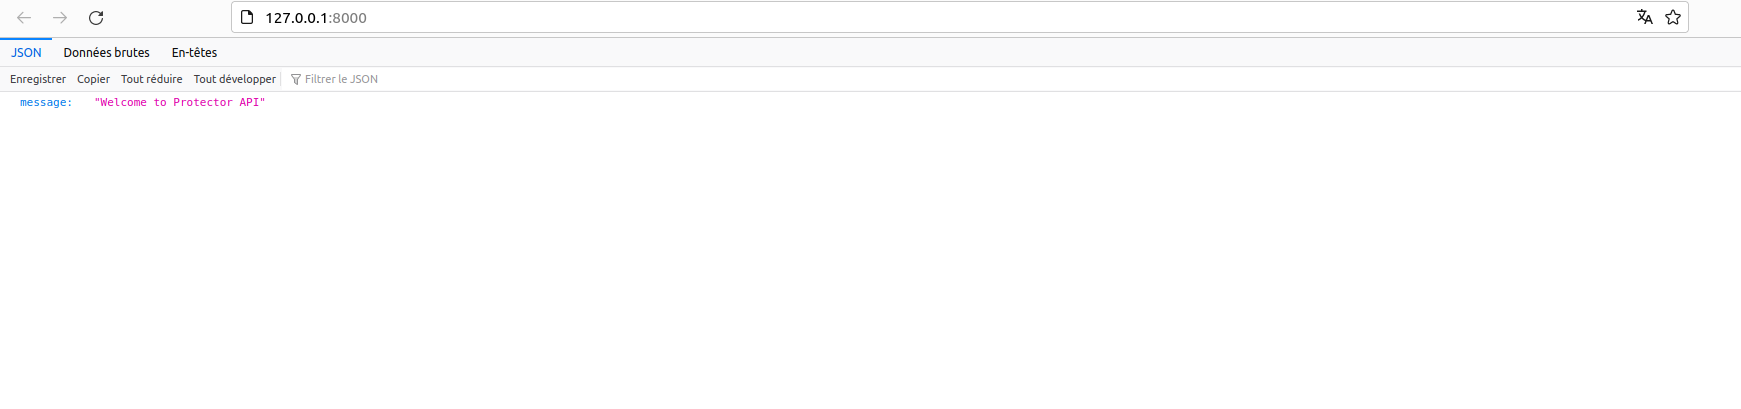 127.0.0.1:8000
JSON Données brutes En-têtes
Enregistrer Copier Tout réduire Tout développer Filtrer le JSON
message: "Welcome to Protector API"